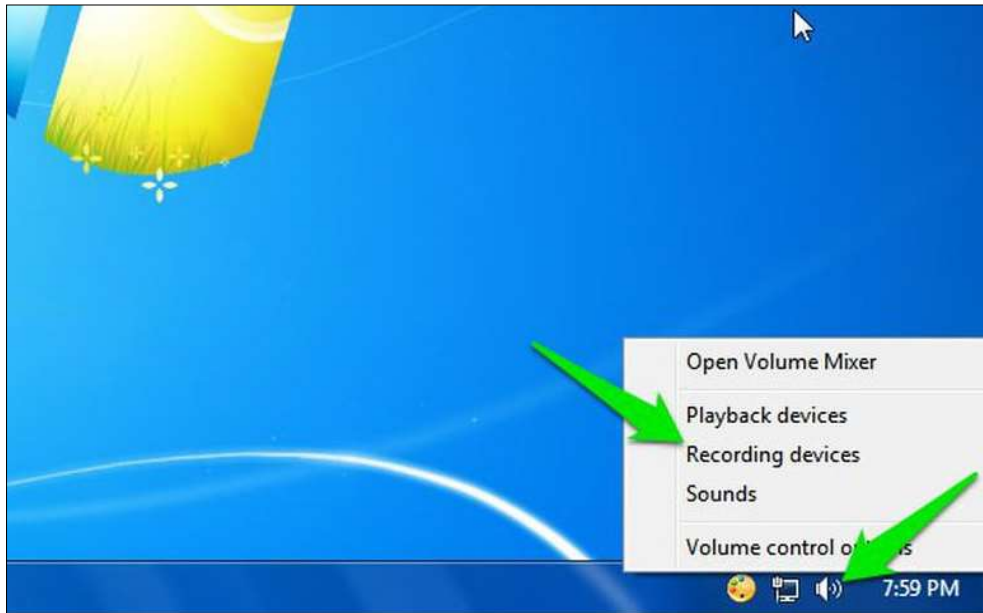 Open Volume Mixer
Playback devices
Recording devices
Sounds
Volume control
7:59 PM